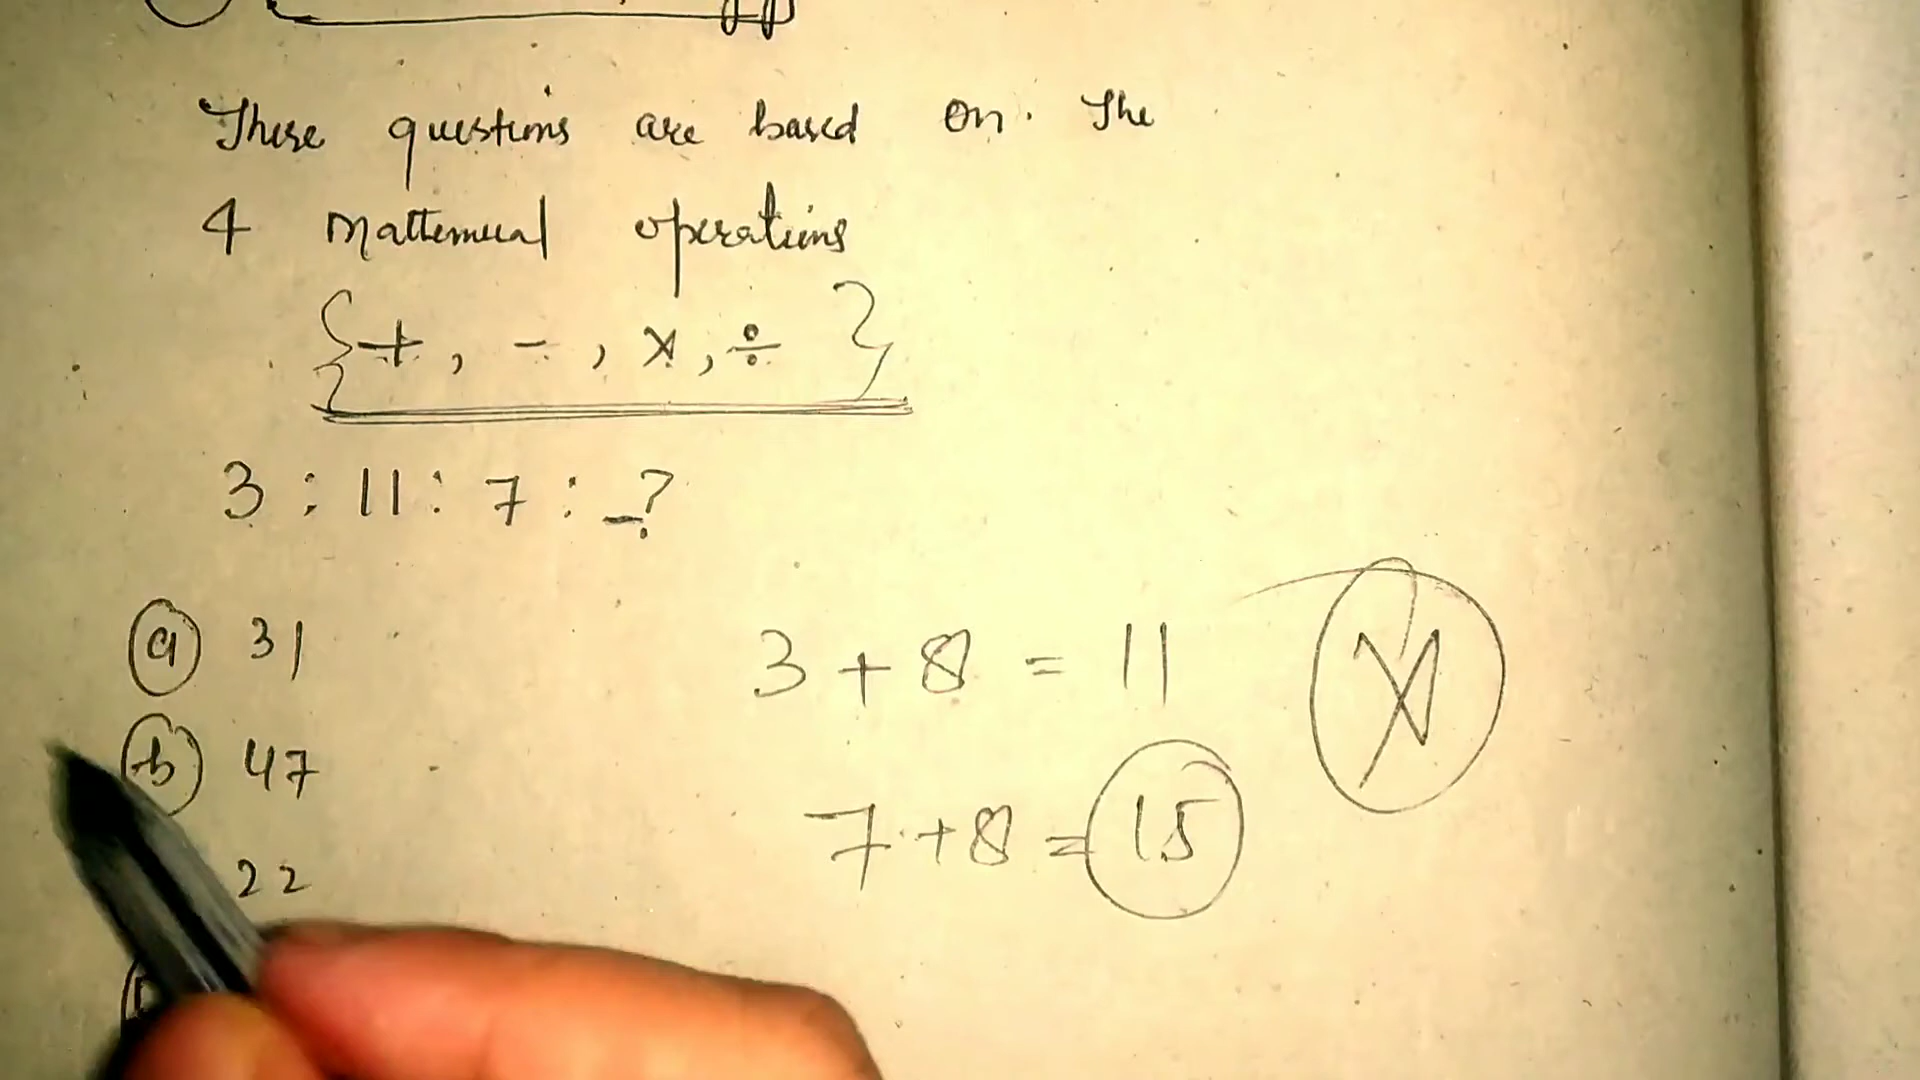 These questions are based on. The
4 Mattemical operations
{+, -, x, ÷ }
3 : 11 : 7 : _?
(a) 31
(b) 47
22
3 + 8 = 11
7 + 8 = 15